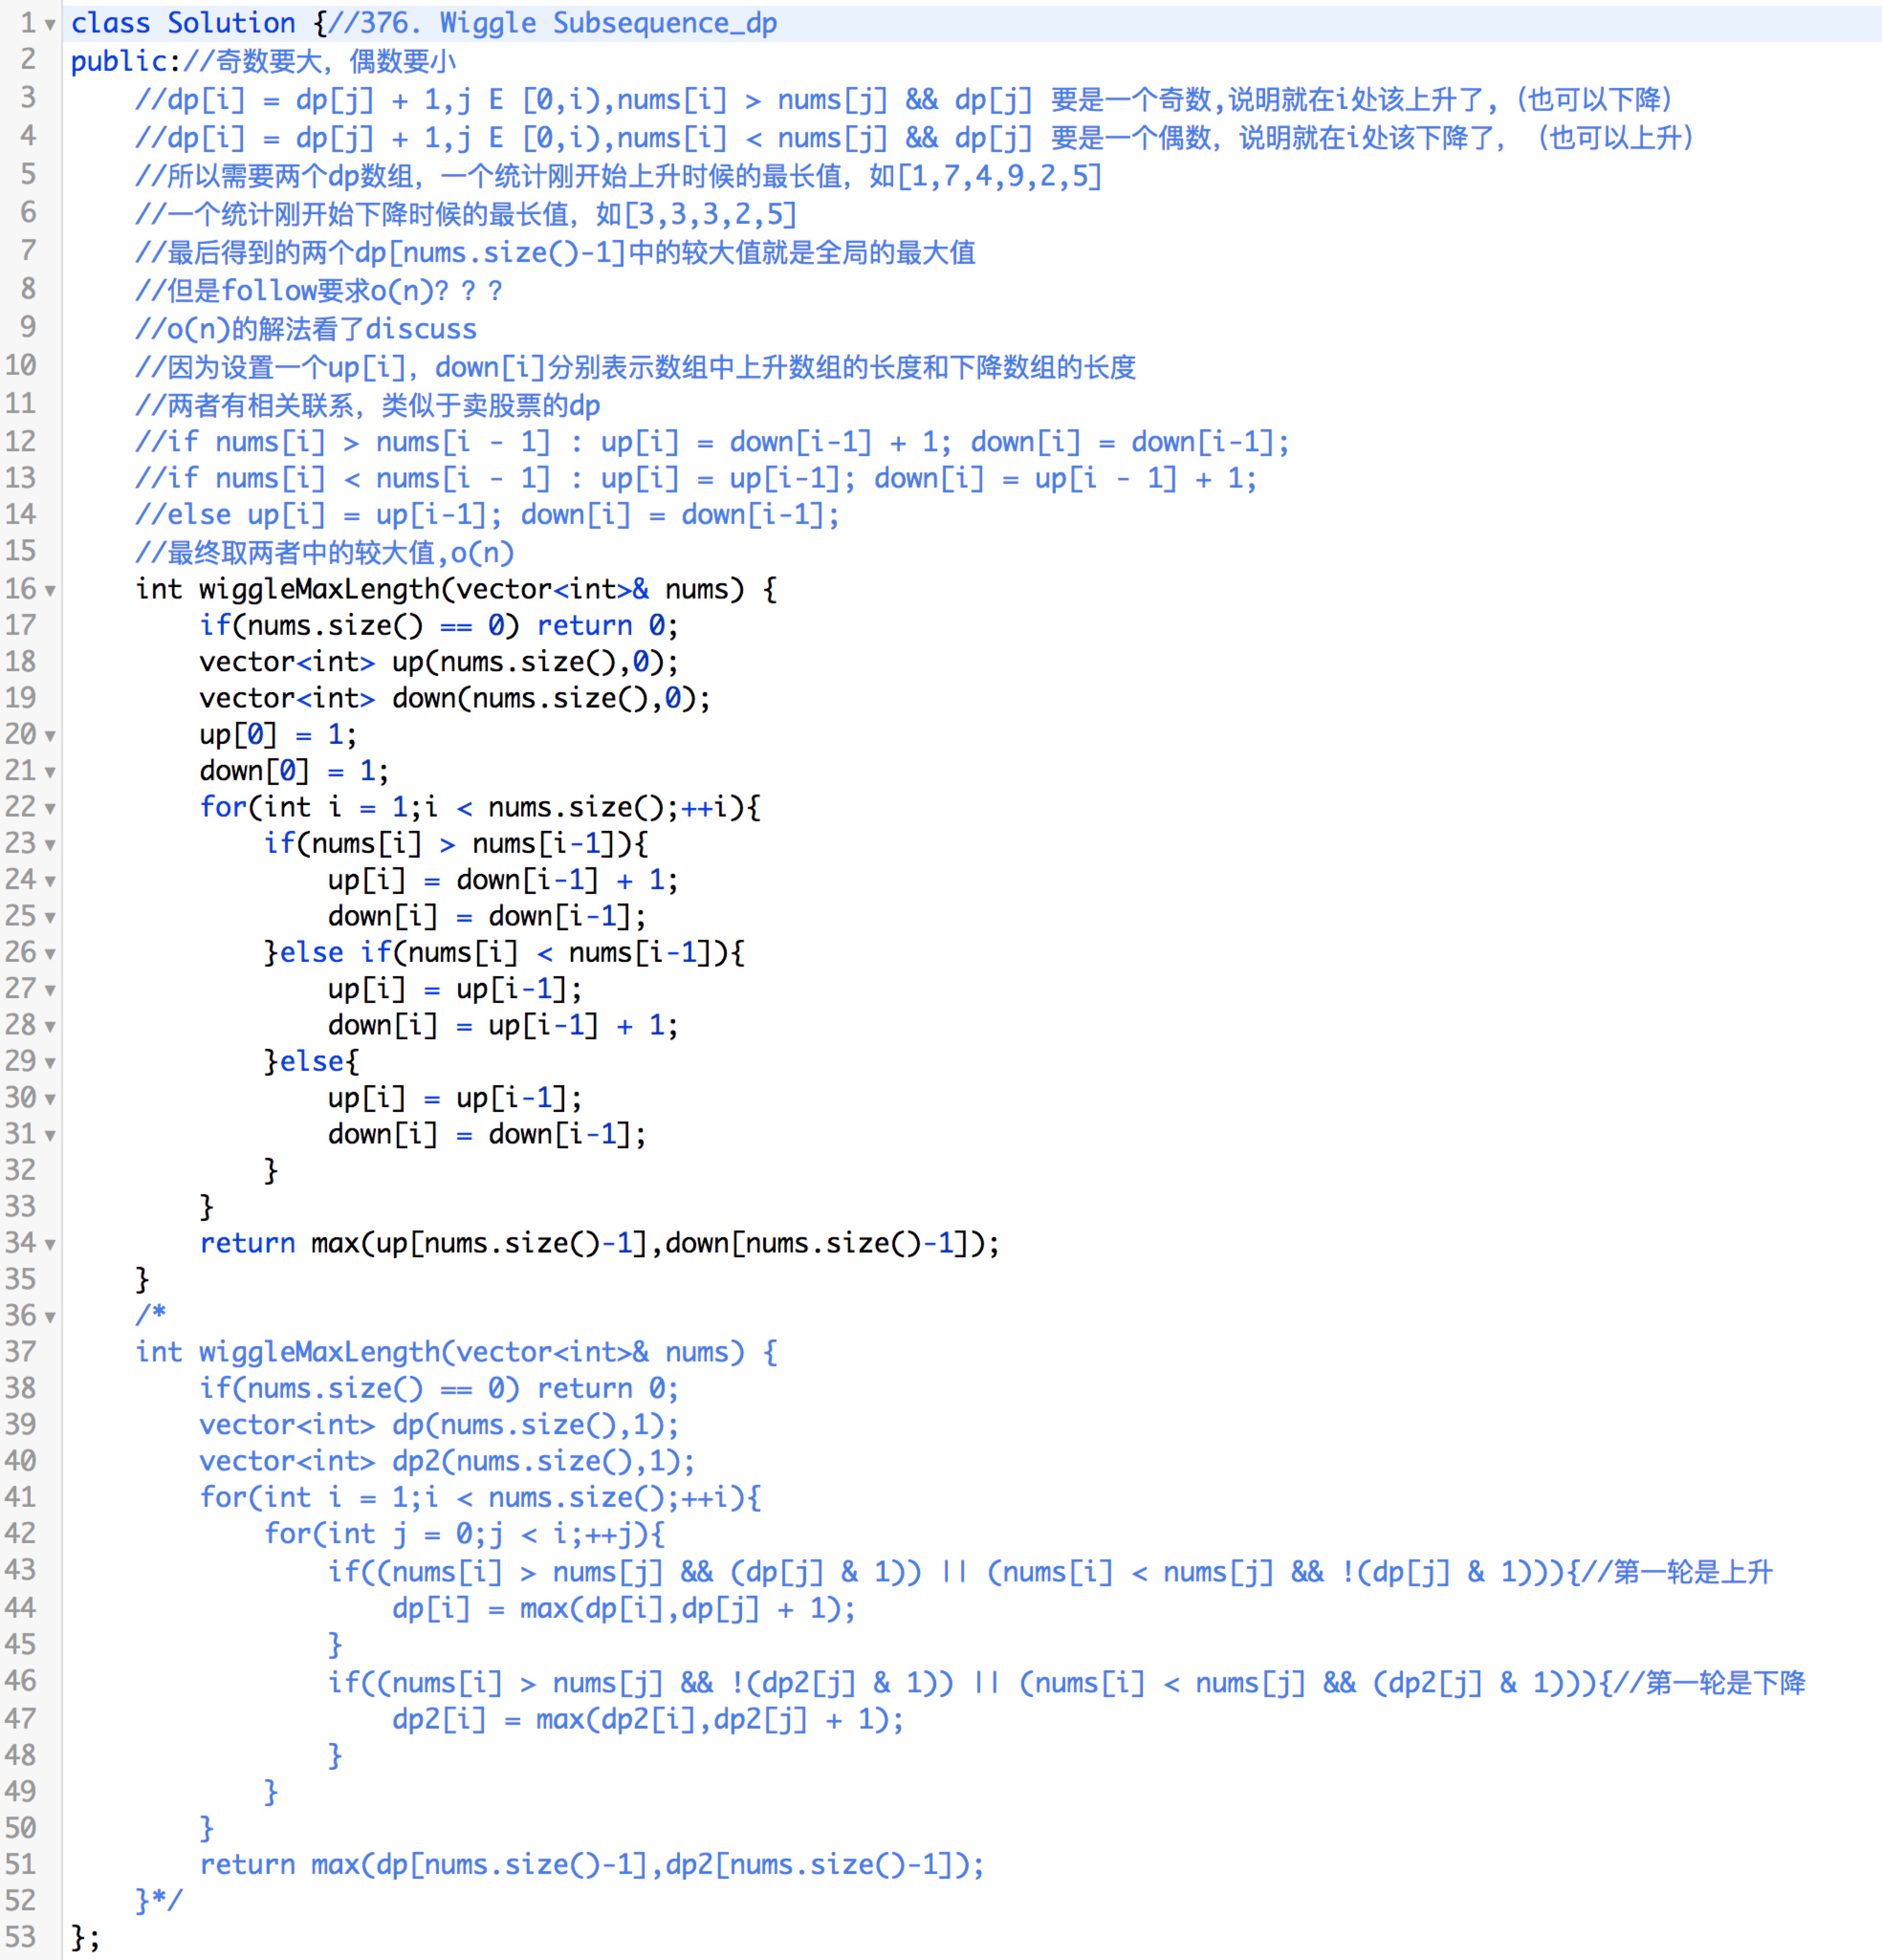 1 class Solution {//376. Wiggle Subsequence_dp
2 public://奇数要大，偶数要小
3     //dp[i] = dp[j] + 1,j E [0,i),nums[i] > nums[j] && dp[j] 要是一个奇数,说明就在i处该上升了，(也可以下降)
4     //dp[i] = dp[j] + 1,j E [0,i),nums[i] < nums[j] && dp[j] 要是一个偶数，说明就在i处该下降了， (也可以上升)
5     //所以需要两个dp数组，一个统计刚开始上升时候的最长值，如[1,7,4,9,2,5]
6     //一个统计刚开始下降时候的最长值，如[3,3,3,2,5]
7     //最后得到的两个dp[nums.size()-1]中的较大值就是全局的最大值
8     //但是follow要求o(n)？？？
9     //o(n)的解法看了discuss
10     //因为设置一个up[i]，down[i]分别表示数组中上升数组的长度和下降数组的长度
11     //两者有相关联系，类似于卖股票的dp
12     //if nums[i] > nums[i - 1] : up[i] = down[i-1] + 1; down[i] = down[i-1];
13     //if nums[i] < nums[i - 1] : up[i] = up[i-1]; down[i] = up[i - 1] + 1;
14     //else up[i] = up[i-1]; down[i] = down[i-1];
15     //最终取两者中的较大值,o(n)
16     int wiggleMaxLength(vector<int>& nums) {
17         if(nums.size() == 0) return 0;
18         vector<int> up(nums.size(),0);
19         vector<int> down(nums.size(),0);
20         up[0] = 1;
21         down[0] = 1;
22         for(int i = 1;i < nums.size();++i){
23             if(nums[i] > nums[i-1]){
24                 up[i] = down[i-1] + 1;
25                 down[i] = down[i-1];
26             }else if(nums[i] < nums[i-1]){
27                 up[i] = up[i-1];
28                 down[i] = up[i-1] + 1;
29             }else{
30                 up[i] = up[i-1];
31                 down[i] = down[i-1];
32             }
33         }
34         return max(up[nums.size()-1],down[nums.size()-1]);
35     }
36     /*
37     int wiggleMaxLength(vector<int>& nums) {
38         if(nums.size() == 0) return 0;
39         vector<int> dp(nums.size(),1);
40         vector<int> dp2(nums.size(),1);
41         for(int i = 1;i < nums.size();++i){
42             for(int j = 0;j < i;++j){
43                 if((nums[i] > nums[j] && (dp[j] & 1)) || (nums[i] < nums[j] && !(dp[j] & 1))){//第一轮是上升
44                     dp[i] = max(dp[i],dp[j] + 1);
45                 }
46                 if((nums[i] > nums[j] && !(dp2[j] & 1)) || (nums[i] < nums[j] && (dp2[j] & 1))){//第一轮是下降
47                     dp2[i] = max(dp2[i],dp2[j] + 1);
48                 }
49             }
50         }
51         return max(dp[nums.size()-1],dp2[nums.size()-1]);
52     }*/
53 };